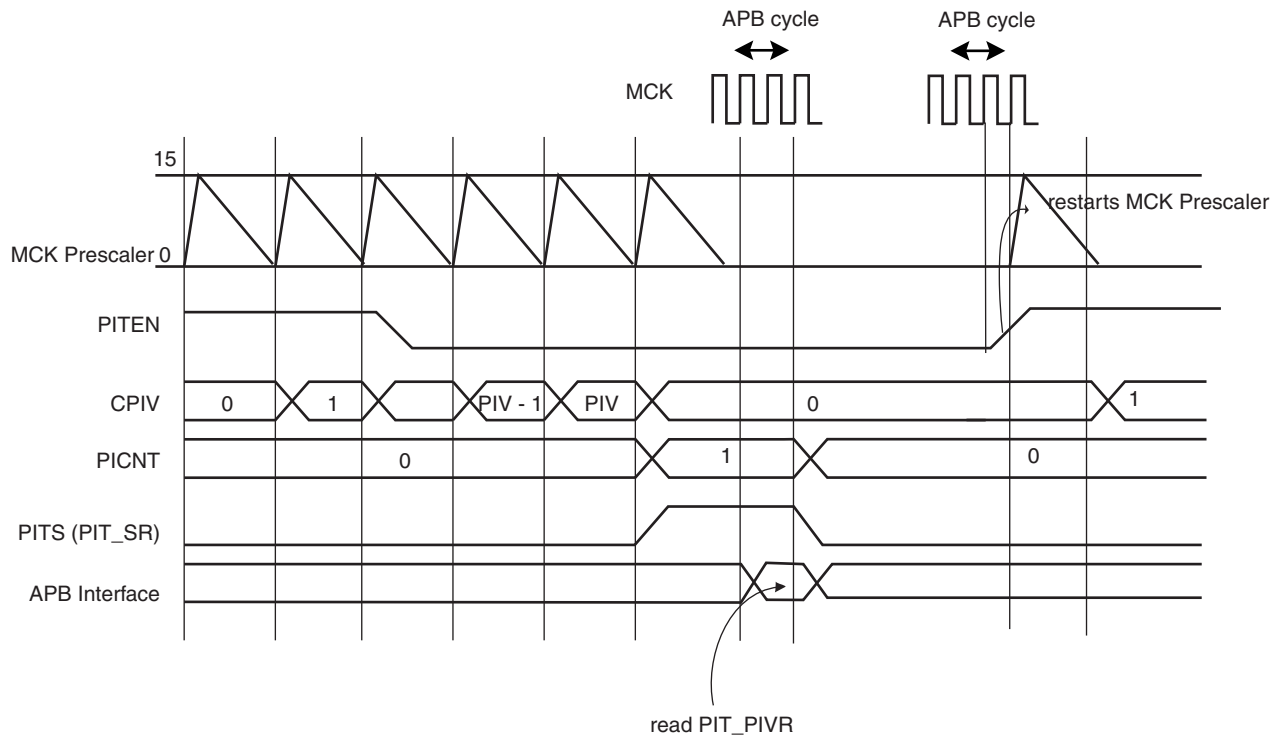 APB cycle
APB cycle
MCK
15
restarts MCK Prescaler
MCK Prescaler 0
PITEN
CPIV
0
1
PIV - 1
PIV
0
1
PICNT
0
1
0
PITS (PIT_SR)
APB Interface
read PIT_PIVR